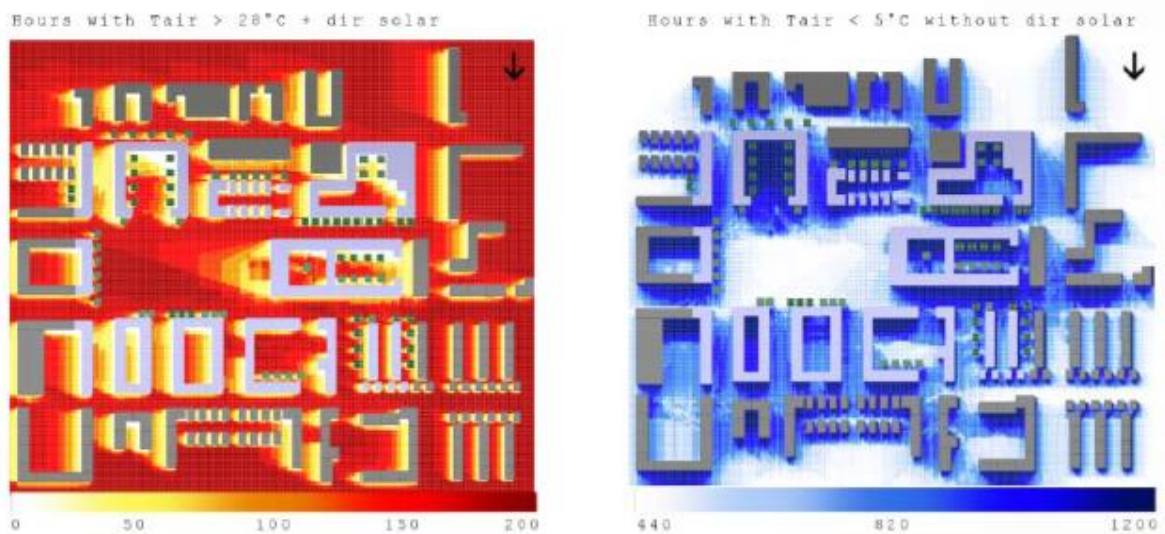 Hours with Tair > 28°C + dir solar
Hours with Tair < 5°C without dir solar
0 50 100 150 200
440 820 1200